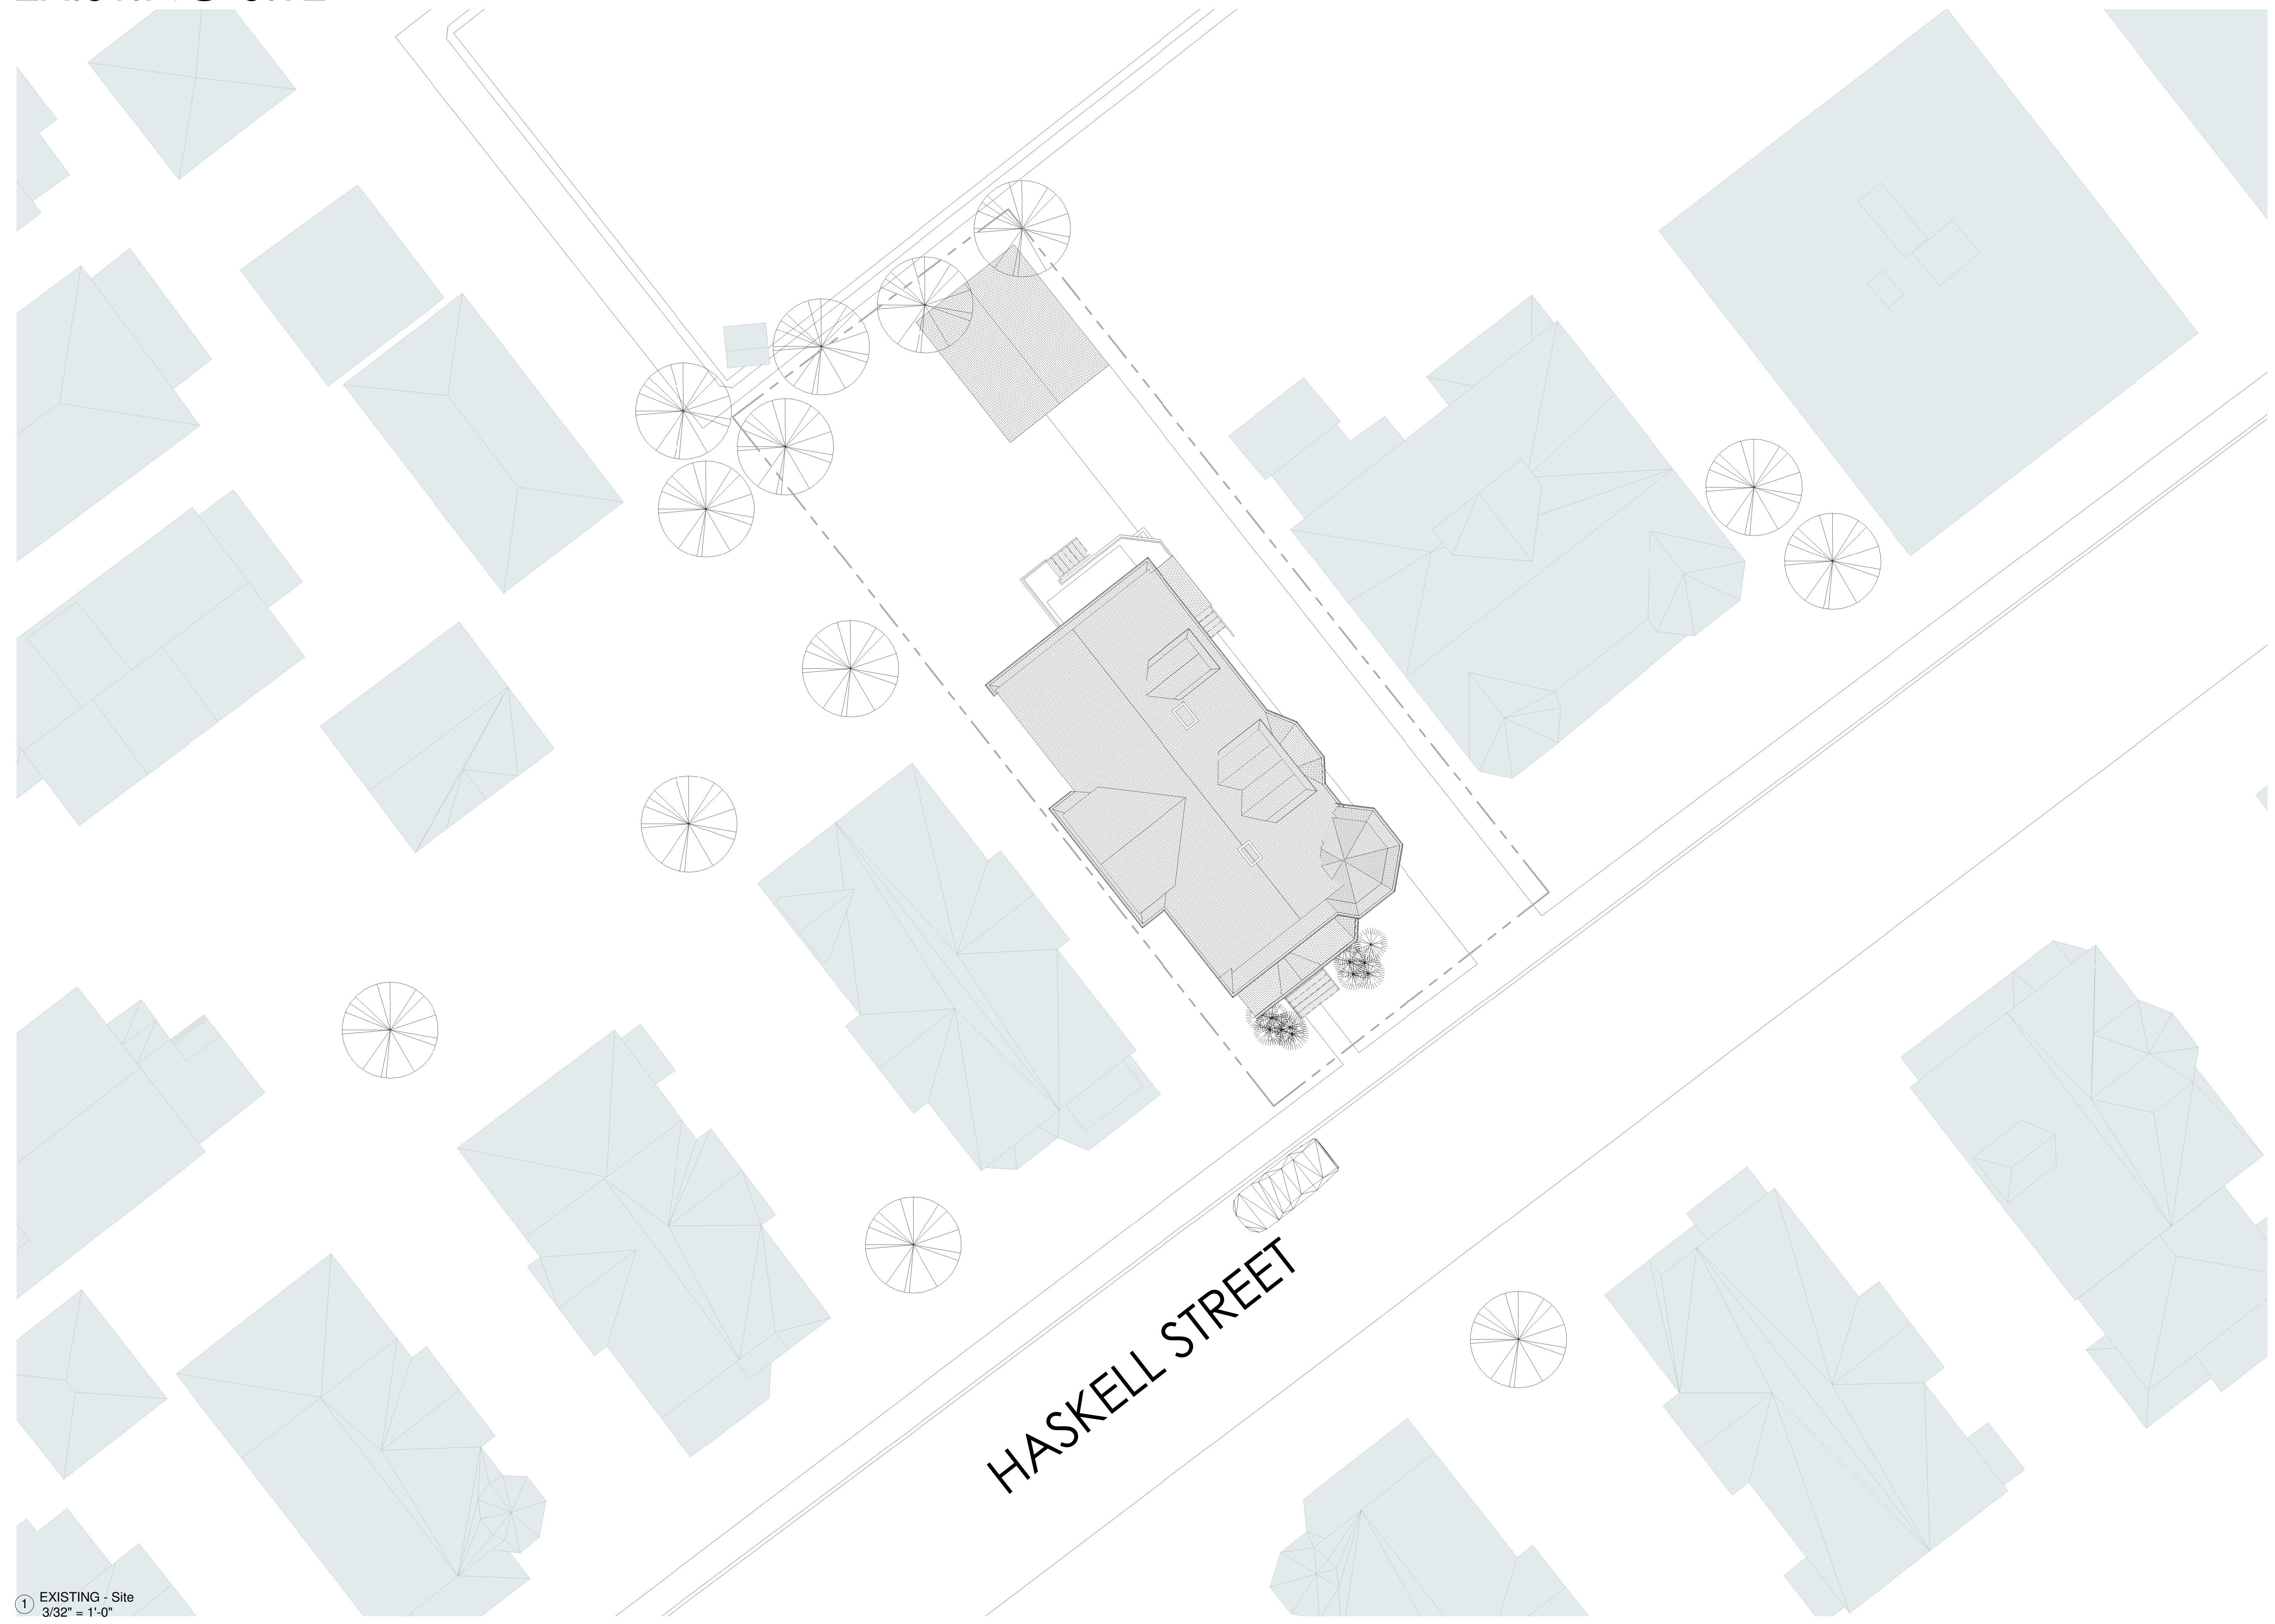 HASKELL STREET
1 EXISTING - Site
3/32" = 1'-0"